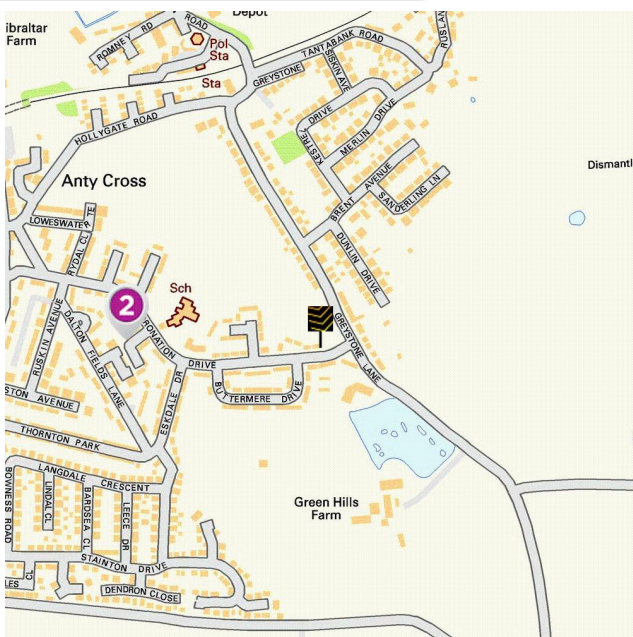 Depot
ROAD
ibraltar
Farm
ROMNEY RD
Pol
Sta
Sta
TANTABANK ROAD
GREYSTONE
RUSLAN
SISKIN AVE
HOLLYGATE ROAD
KESTREL DRIVE
MERLIN DRIVE
Dismantl
Anty Cross
BRENT AVENUE
SANDERLING LN
LOWESWATER TE
RYDAL CL
DUNLIN DRIVE
Sch
2
RONATION DRIVE
GREYSTONE LANE
RUSKIN AVENUE
DALTON FIELDS LANE
ESKDALE DR
BUTTERMERE DRIVE
STON AVENUE
THORNTON PARK
LANGDALE CRESCENT
BOWNESS ROAD
LINDAL CL
BARDSEA CL
LEECE DR
Green Hills
Farm
STAINTON DRIVE
LES
CL
DENDRON CLOSE